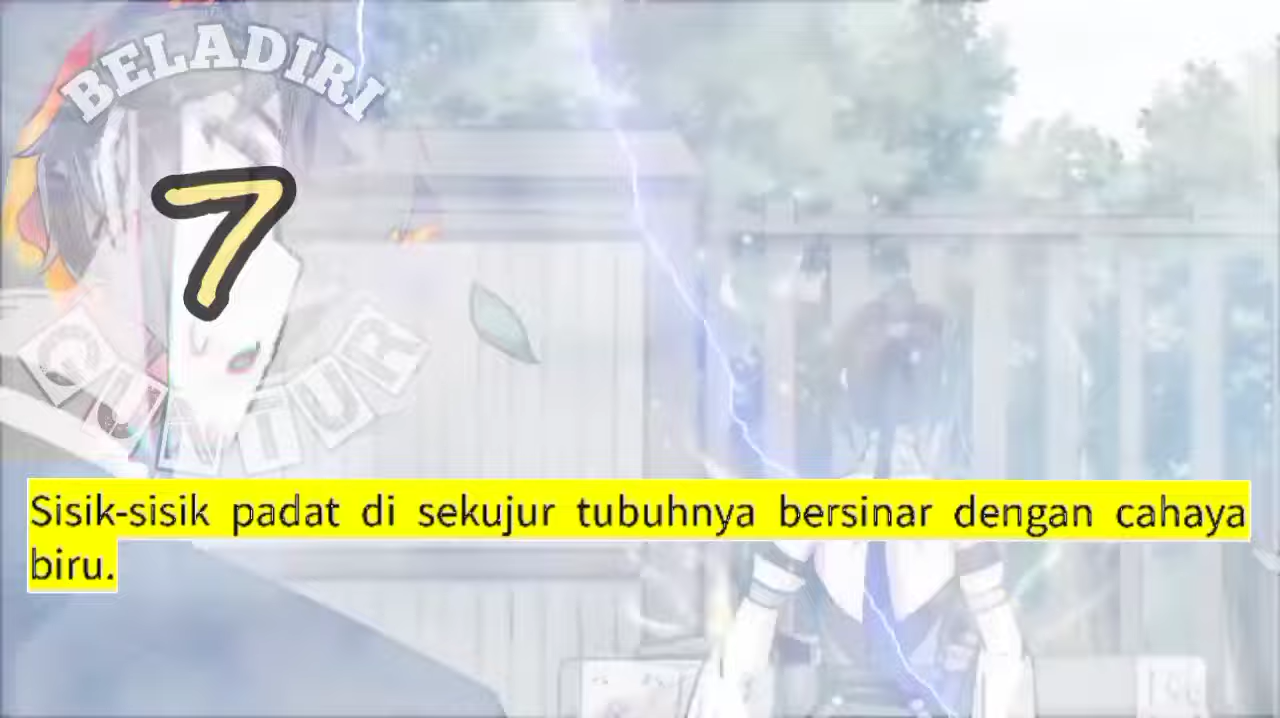 BELADIRI
7
GUNTUR
Sisik-sisik padat di sekujur tubuhnya bersinar dengan cahaya
biru.